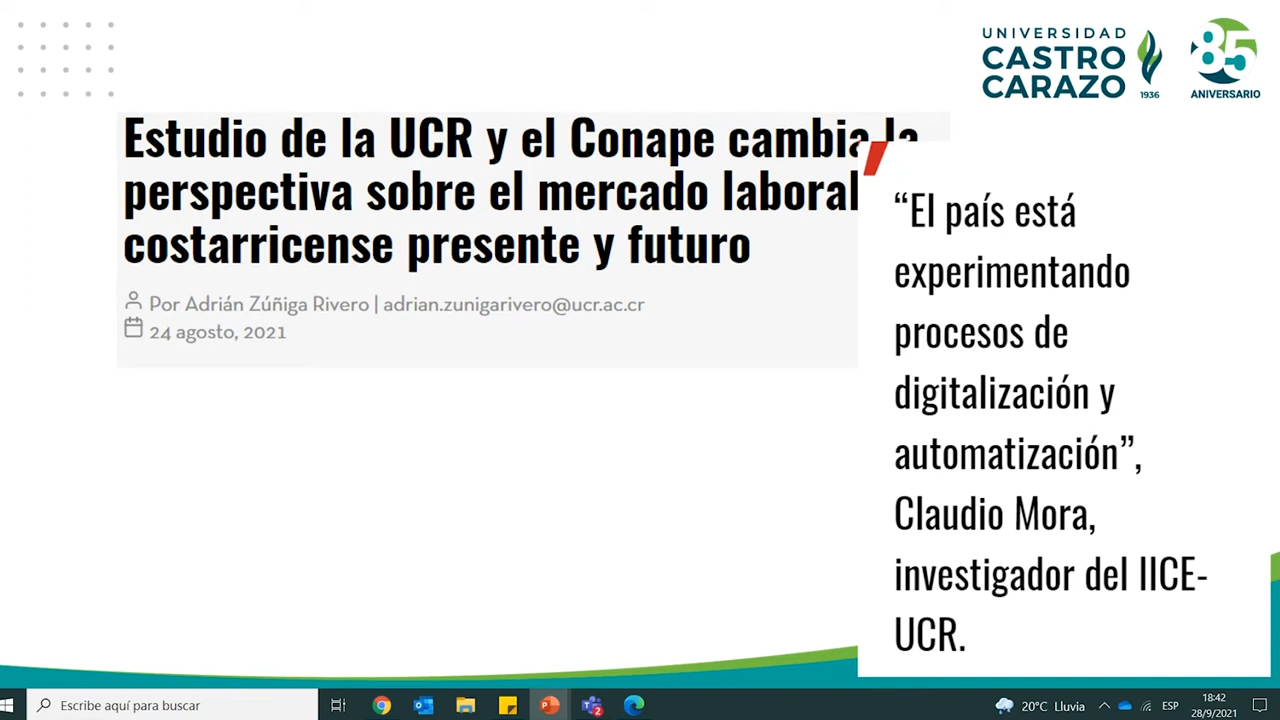 UNIVERSIDAD
CASTRO
CARAZO
1936
85
ANIVERSARIO
Estudio de la UCR y el Conape cambia la
perspectiva sobre el mercado laboral
costarricense presente y futuro
Por Adrián Zúñiga Rivero | adrian.zunigarivero@ucr.ac.cr
24 agosto, 2021
“El país está
experimentando
procesos de
digitalización y
automatización”,
Claudio Mora,
investigador del IICE-
UCR.
Escribe aquí para buscar
20°C Lluvia
ESP
18:42
28/9/2021